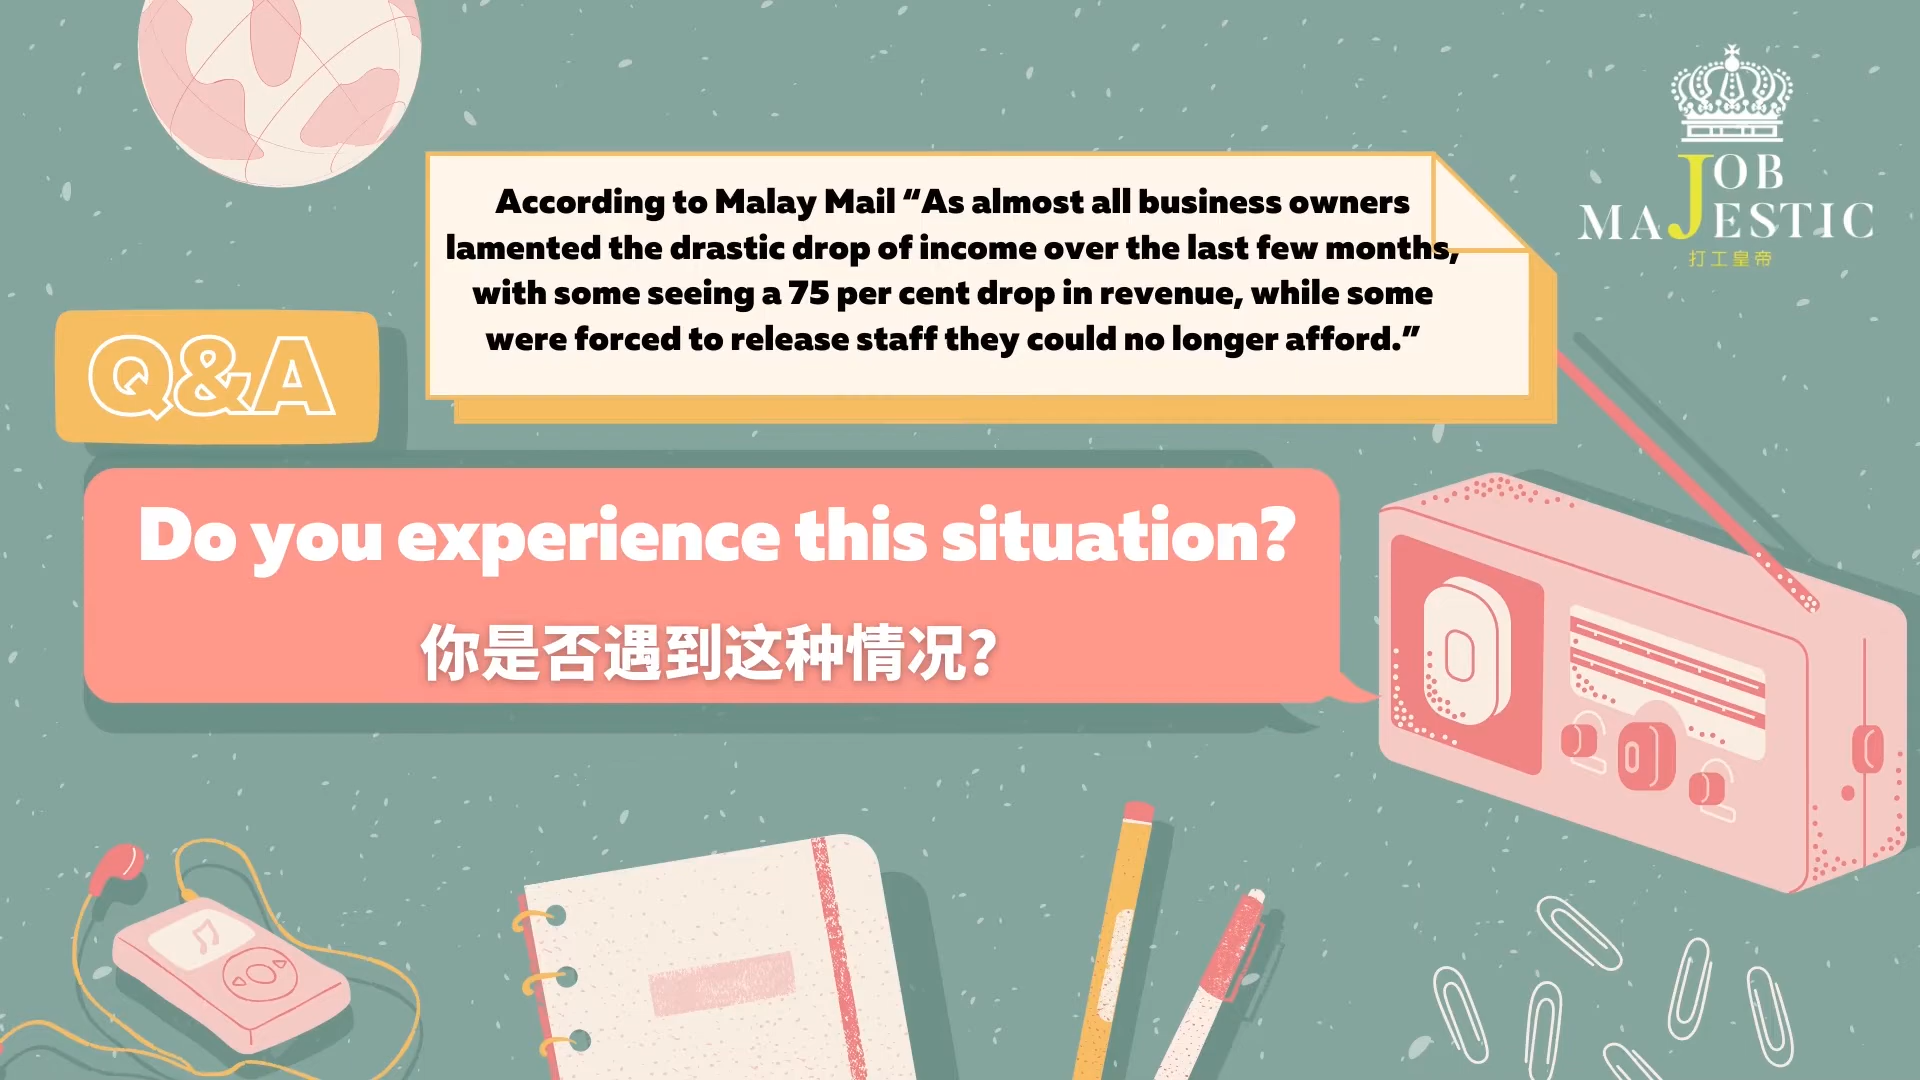 According to Malay Mail “As almost all business owners
lamented the drastic drop of income over the last few months,
with some seeing a 75 per cent drop in revenue, while some
were forced to release staff they could no longer afford.”
JOB
MAJESTIC
打工皇帝
Q&A
Do you experience this situation?
你是否遇到这种情况？